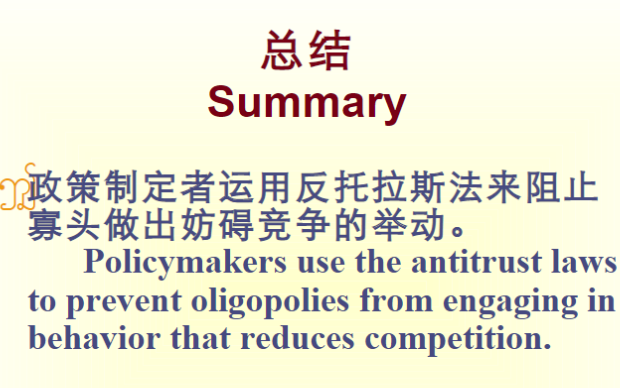 总结
Summary
政策制定者运用反托拉斯法来阻止
寡头做出妨碍竞争的举动。
Policymakers use the antitrust laws
to prevent oligopolies from engaging in
behavior that reduces competition.